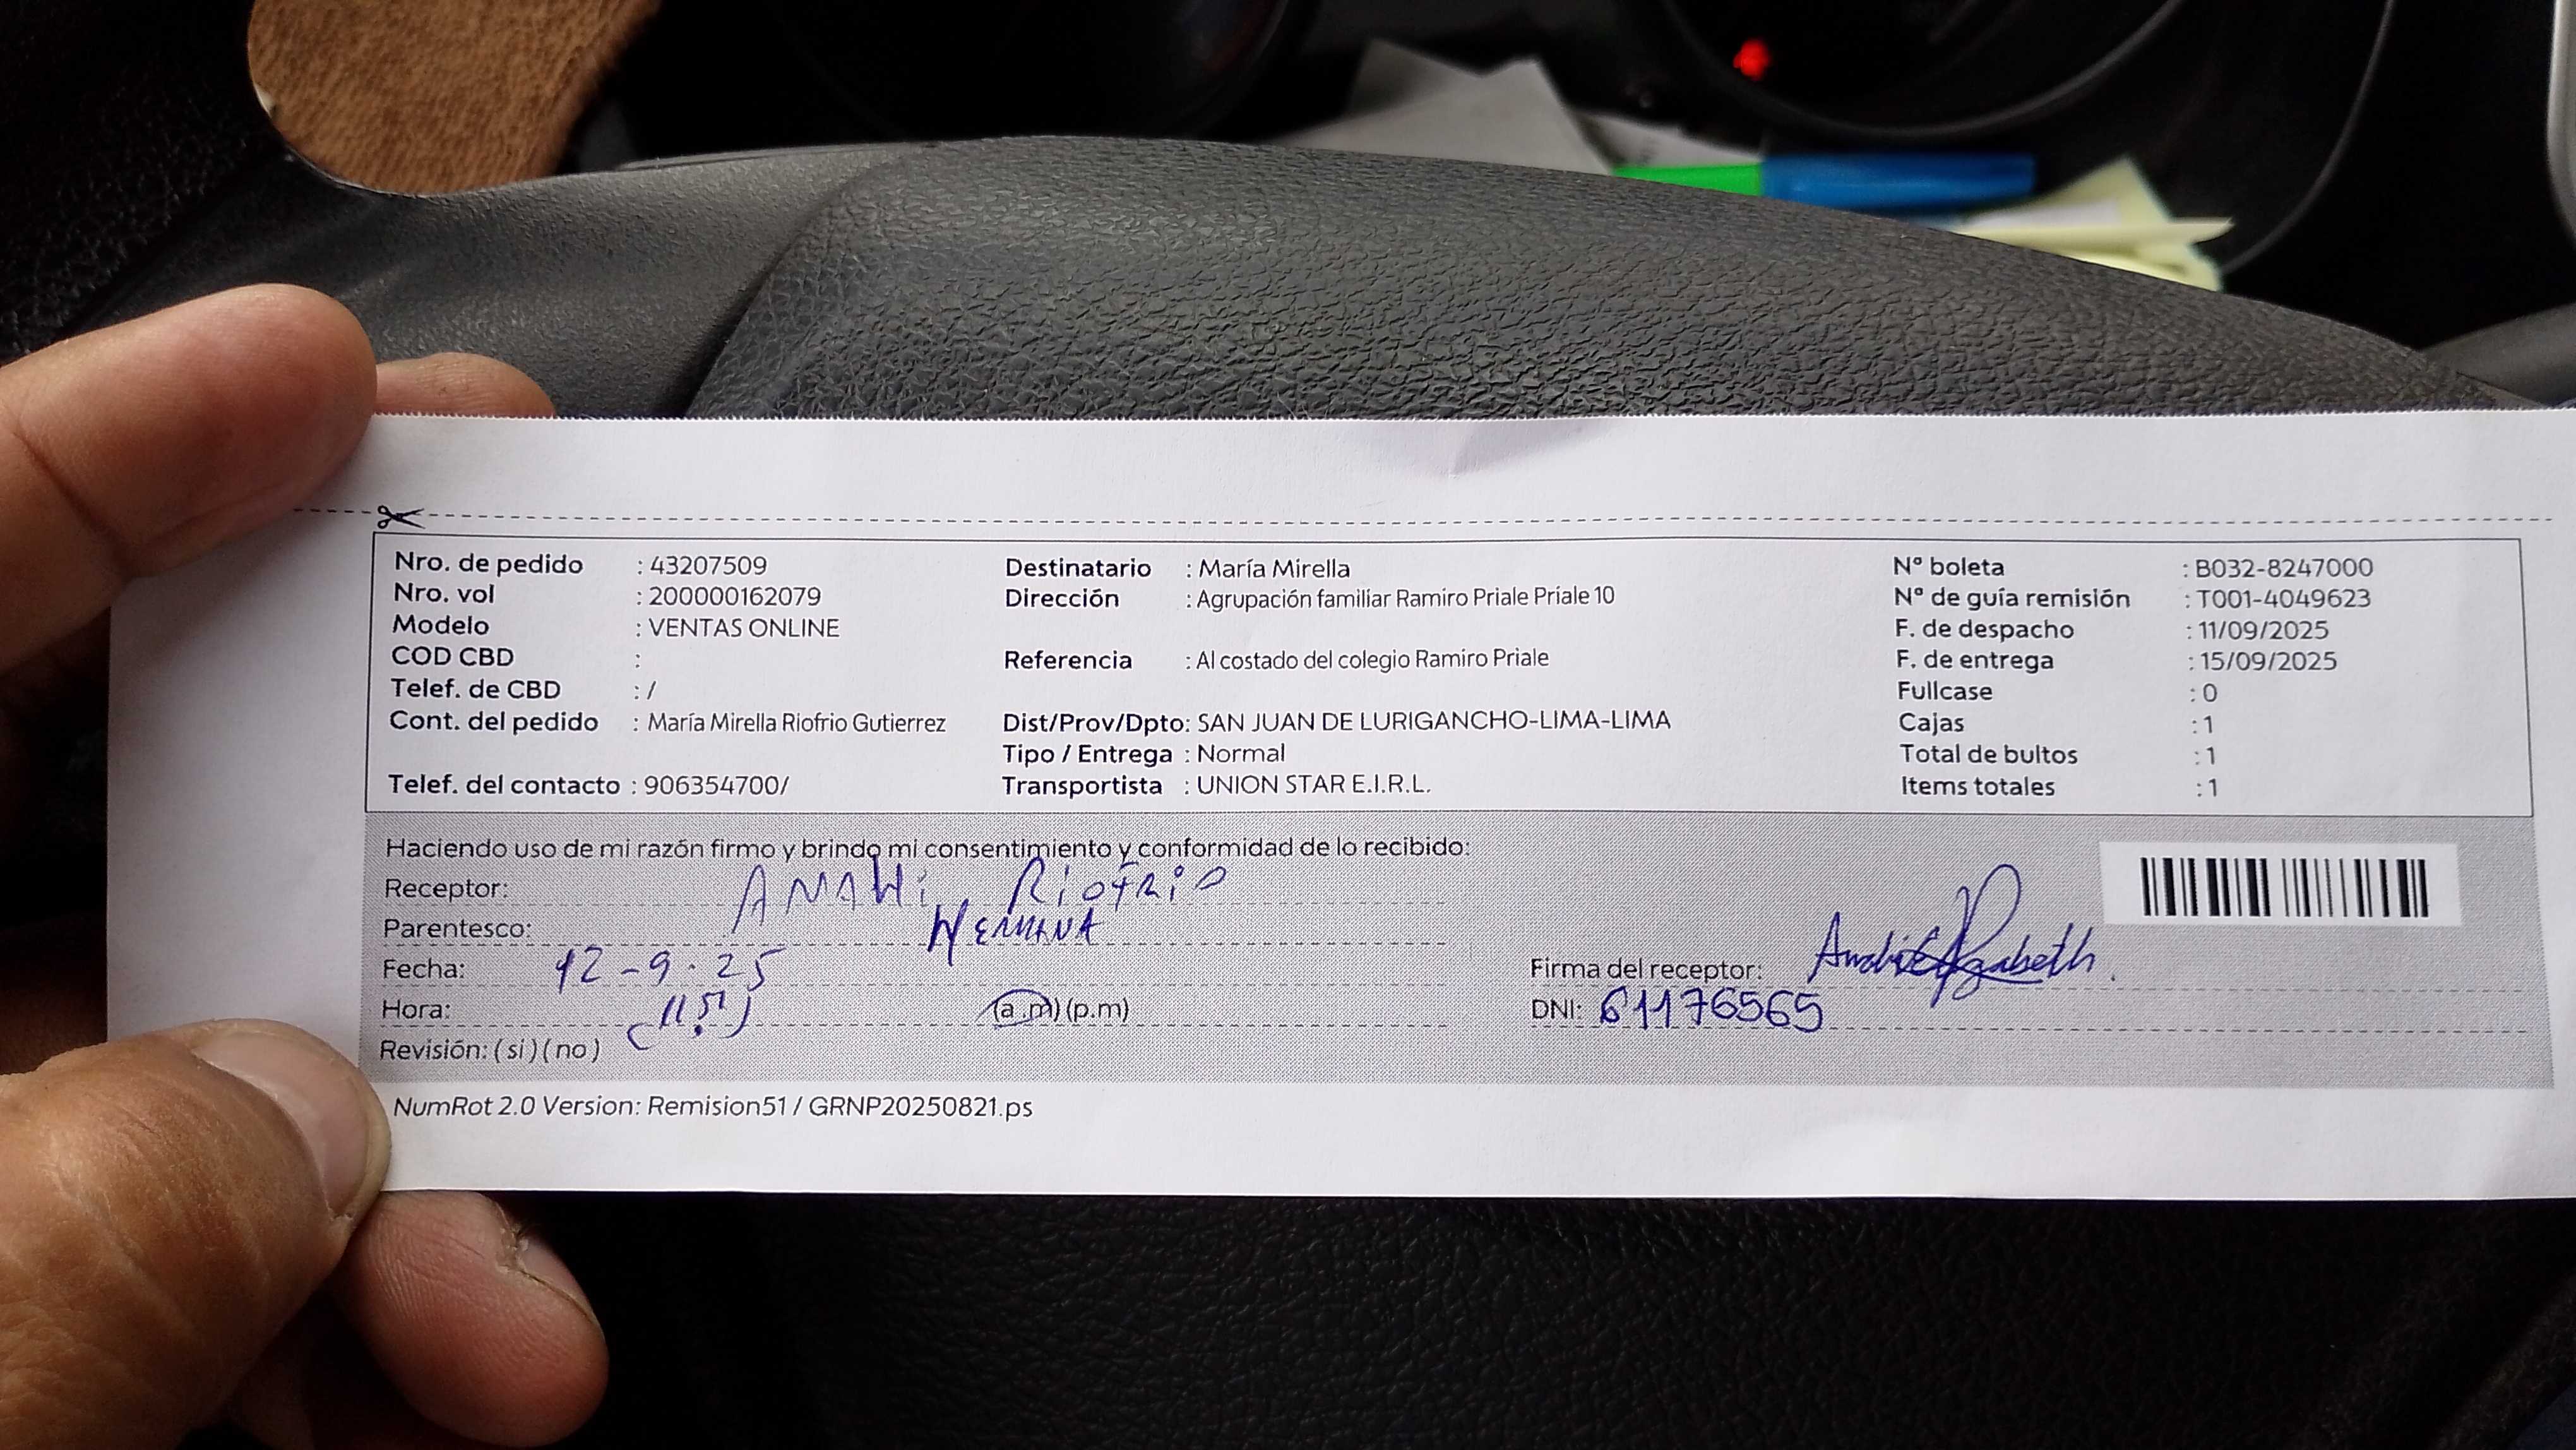 Nro. de pedido : 43207509
Nro. vol : 200000162079
Modelo : VENTAS ONLINE
COD CBD :
Telef. de CBD : /
Cont. del pedido : María Mirella Riofrio Gutierrez
Telef. del contacto : 906354700/
Destinatario : María Mirella
Dirección : Agrupación familiar Ramiro Priale Priale 10
Referencia : Al costado del colegio Ramiro Priale
Dist/Prov/Dpto: SAN JUAN DE LURIGANCHO-LIMA-LIMA
Tipo / Entrega : Normal
Transportista : UNION STAR E.I.R.L.
Nº boleta : B032-8247000
Nº de guía remisión : T001-4049623
F. de despacho : 11/09/2025
F. de entrega : 15/09/2025
Fullcase : 0
Cajas : 1
Total de bultos : 1
Items totales : 1
Haciendo uso de mi razón firmo y brindo mi consentimiento y conformidad de lo recibido:
Receptor: ANAHi RiofRiO
Parentesco: HERMANA
Fecha: 12-9.25
Hora: (11.51) (a.m)(p.m)
Revisión: (si)(no)
Firma del receptor:
DNI: 61176565
NumRot 2.0 Version: Remision51 / GRNP20250821.ps